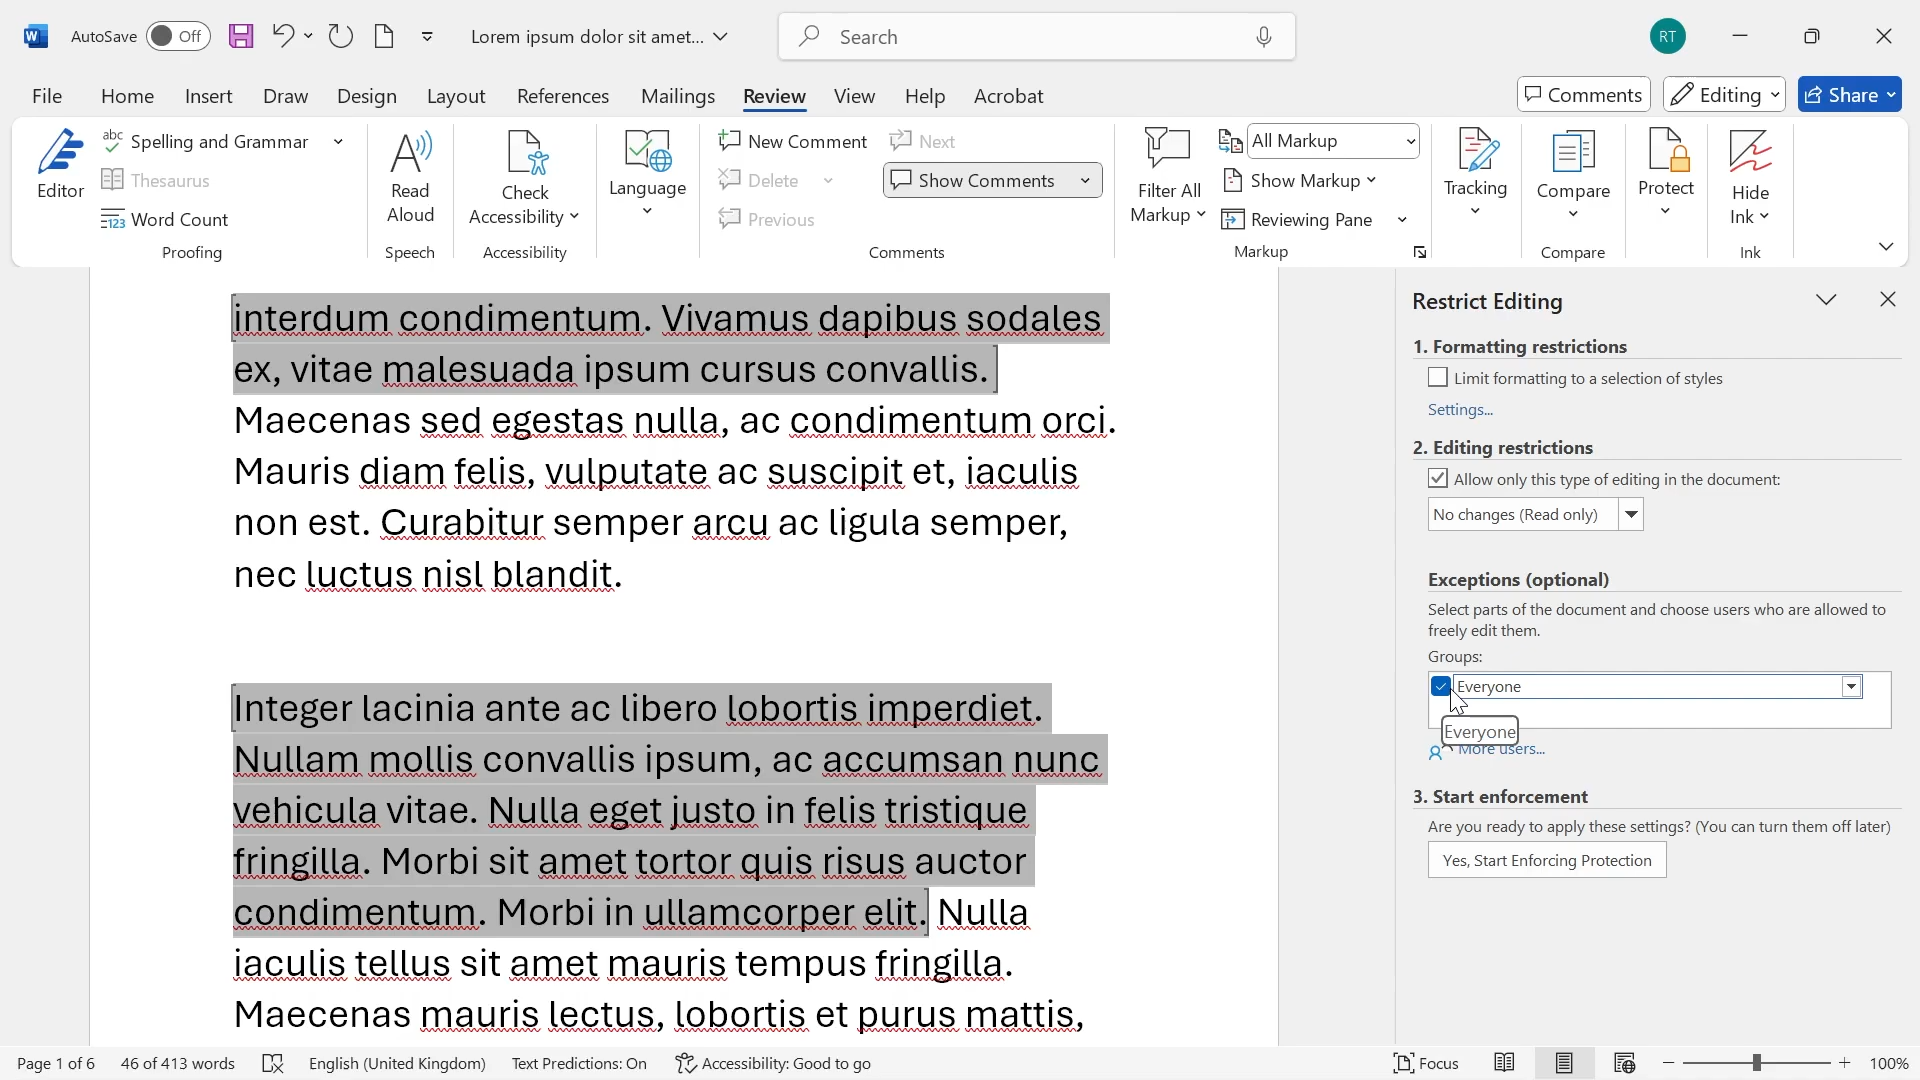 AutoSave Off Lorem ipsum dolor sit amet... Search RT
File Home Insert Draw Design Layout References Mailings Review View Help Acrobat Comments Editing Share
Editor
abc Spelling and Grammar
Thesaurus
123 Word Count
Proofing
Read
Aloud
Speech
Check
Accessibility
Accessibility
Language
New Comment
Delete
Previous
Next
Show Comments
Comments
Filter All
Markup
All Markup
Show Markup
Reviewing Pane
Markup
Tracking
Compare
Compare
Protect
Hide
Ink
Ink
interdum condimentum. Vivamus dapibus sodales
ex, vitae malesuada ipsum cursus convallis.
Maecenas sed egestas nulla, ac condimentum orci.
Mauris diam felis, vulputate ac suscipit et, iaculis
non est. Curabitur semper arcu ac ligula semper,
nec luctus nisl blandit.
Integer lacinia ante ac libero lobortis imperdiet.
Nullam mollis convallis ipsum, ac accumsan nunc
vehicula vitae. Nulla eget justo in felis tristique
fringilla. Morbi sit amet tortor quis risus auctor
condimentum. Morbi in ullamcorper elit. Nulla
iaculis tellus sit amet mauris tempus fringilla.
Maecenas mauris lectus, lobortis et purus mattis,
Restrict Editing
1. Formatting restrictions
Limit formatting to a selection of styles
Settings...
2. Editing restrictions
Allow only this type of editing in the document:
No changes (Read only)
Exceptions (optional)
Select parts of the document and choose users who are allowed to
freely edit them.
Groups:
Everyone
Everyone
More users...
3. Start enforcement
Are you ready to apply these settings? (You can turn them off later)
Yes, Start Enforcing Protection
Page 1 of 6 46 of 413 words English (United Kingdom) Text Predictions: On Accessibility: Good to go Focus 100%